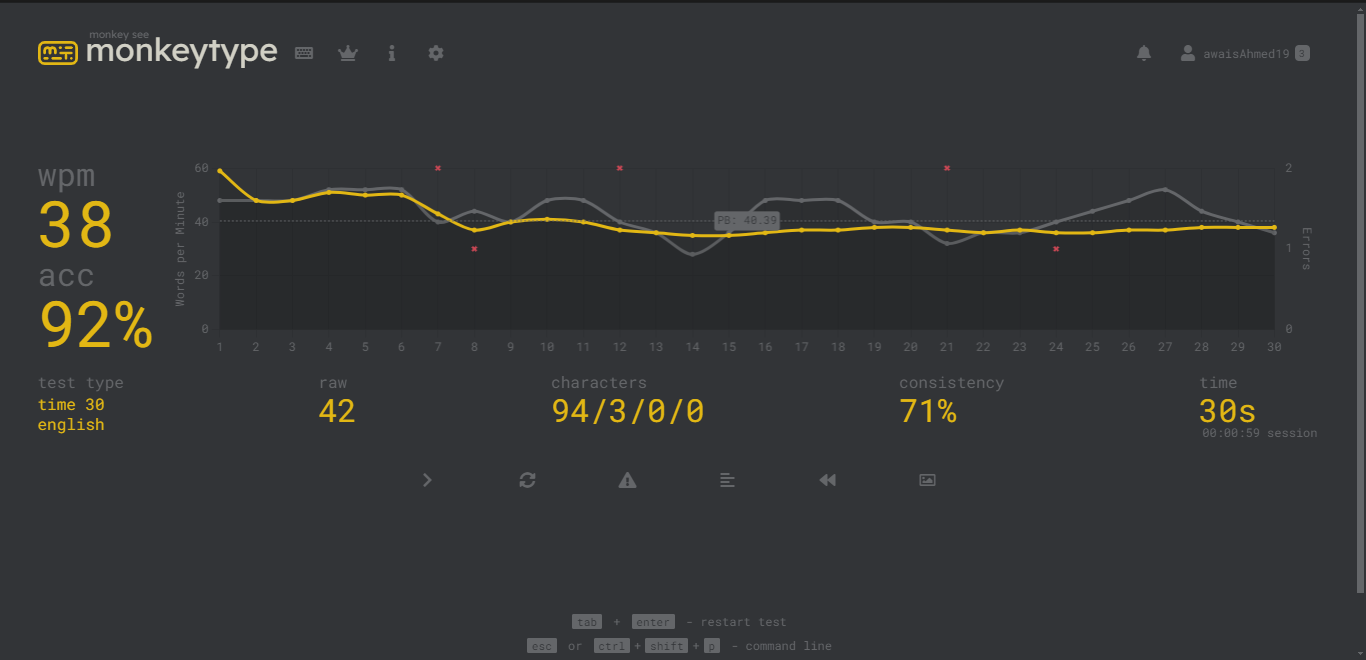 monkey see
monkeytype
awaisAhmed19 3
wpm
38
acc
92%
Words per Minute
60
40
20
0
PB: 40.39
2
1
0
Errors
1 2 3 4 5 6 7 8 9 10 11 12 13 14 15 16 17 18 19 20 21 22 23 24 25 26 27 28 29 30
test type
time 30
english
raw
42
characters
94/3/0/0
consistency
71%
time
30s
00:00:59 session
tab + enter - restart test
esc or ctrl + shift + p - command line